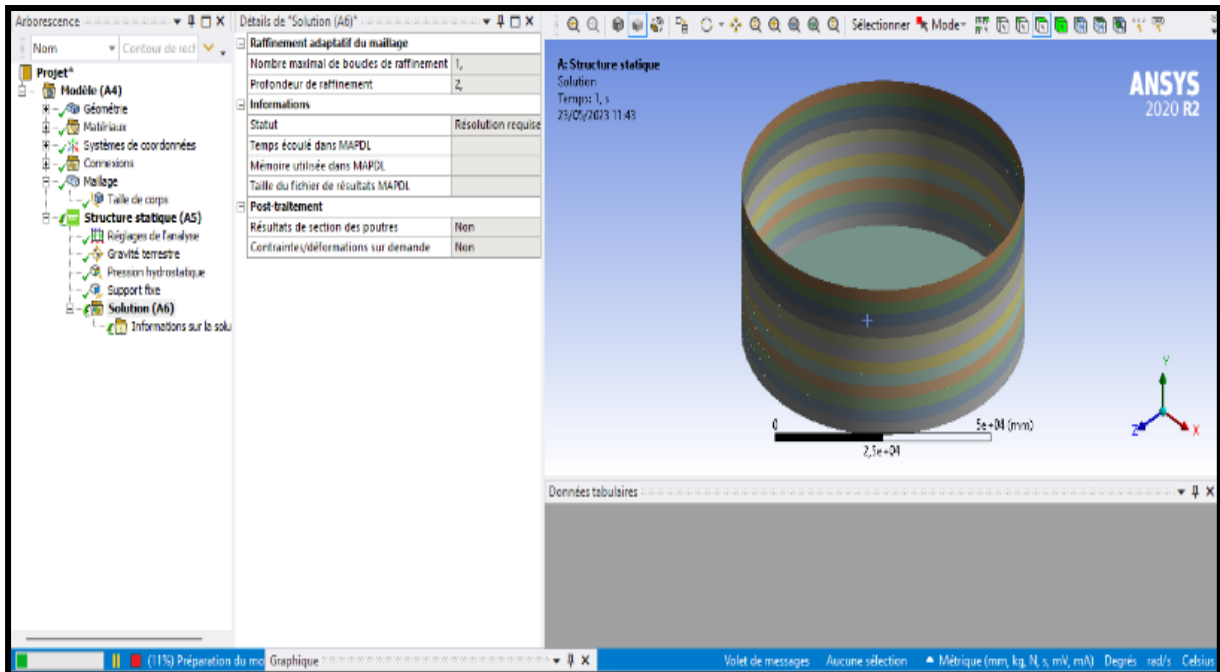 Arborescence
Nom
Contour de rech
Projet*
Modèle (A4)
Géométrie
Matériaux
Systèmes de coordonnées
Connexions
Maillage
Taille de corps
Structure statique (A5)
Réglages de l'analyse
Gravité terrestre
Pression hydrostatique
Support fixe
Solution (A6)
Informations sur la solu
Détails de "Solution (A6)"
Raffinement adaptatif du maillage
Nombre maximal de boucles de raffinement 1,
Profondeur de raffinement 2,
Informations
Statut Résolution requise
Temps écoulé dans MAPDL
Mémoire utilisée dans MAPDL
Taille du fichier de résultats MAPDL
Post-traitement
Résultats de section des poutres Non
Contraintes/déformations sur demande Non
Sélectionner Mode
A: Structure statique
Solution
Temps: 1, s
23/05/2023 11:43
ANSYS
2020 R2
Y
Z
X
0
5e+04 (mm)
2,5e+04
Données tabulaires
(11%) Préparation du mo
Graphique
Volet de messages Aucune sélection Métrique (mm, kg, N, s, mV, mA) Degrés rad/s Celsius